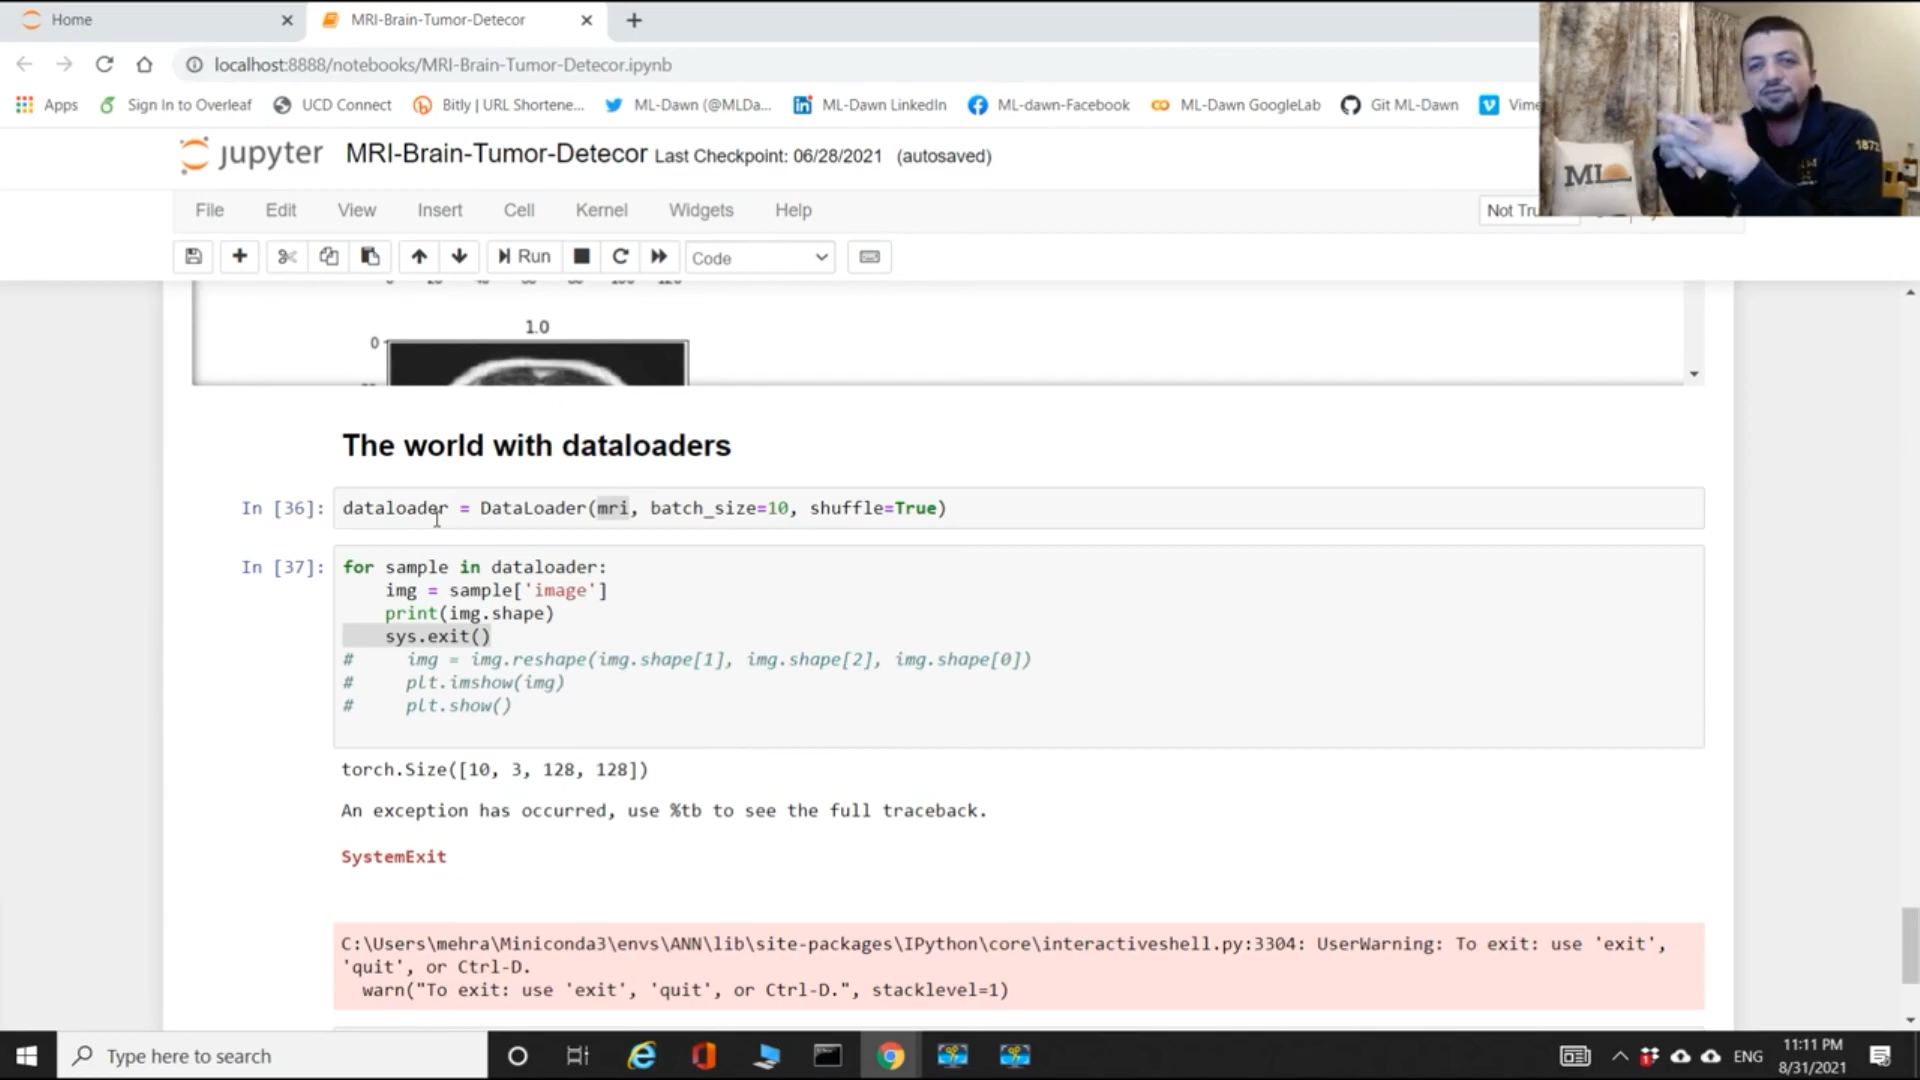 Home
MRI-Brain-Tumor-Detecor
localhost:8888/notebooks/MRI-Brain-Tumor-Detecor.ipynb
Apps
Sign In to Overleaf
UCD Connect
Bitly | URL Shortene...
ML-Dawn (@MLDa...
ML-Dawn LinkedIn
ML-dawn-Facebook
ML-Dawn GoogleLab
Git ML-Dawn
Vime
1872
ML
jupyter MRI-Brain-Tumor-Detecor Last Checkpoint: 06/28/2021 (autosaved)
File Edit View Insert Cell Kernel Widgets Help
Not Tru
Run
Code
1.0
0
The world with dataloaders
In [36]: dataloader = DataLoader(mri, batch_size=10, shuffle=True)
In [37]: for sample in dataloader:
img = sample['image']
print(img.shape)
sys.exit()
# img = img.reshape(img.shape[1], img.shape[2], img.shape[0])
# plt.imshow(img)
# plt.show()
torch.Size([10, 3, 128, 128])
An exception has occurred, use %tb to see the full traceback.
SystemExit
C:\Users\mehra\Miniconda3\envs\ANN\lib\site-packages\IPython\core\interactiveshell.py:3304: UserWarning: To exit: use 'exit',
'quit', or Ctrl-D.
warn("To exit: use 'exit', 'quit', or Ctrl-D.", stacklevel=1)
Type here to search
ENG
11:11 PM
8/31/2021